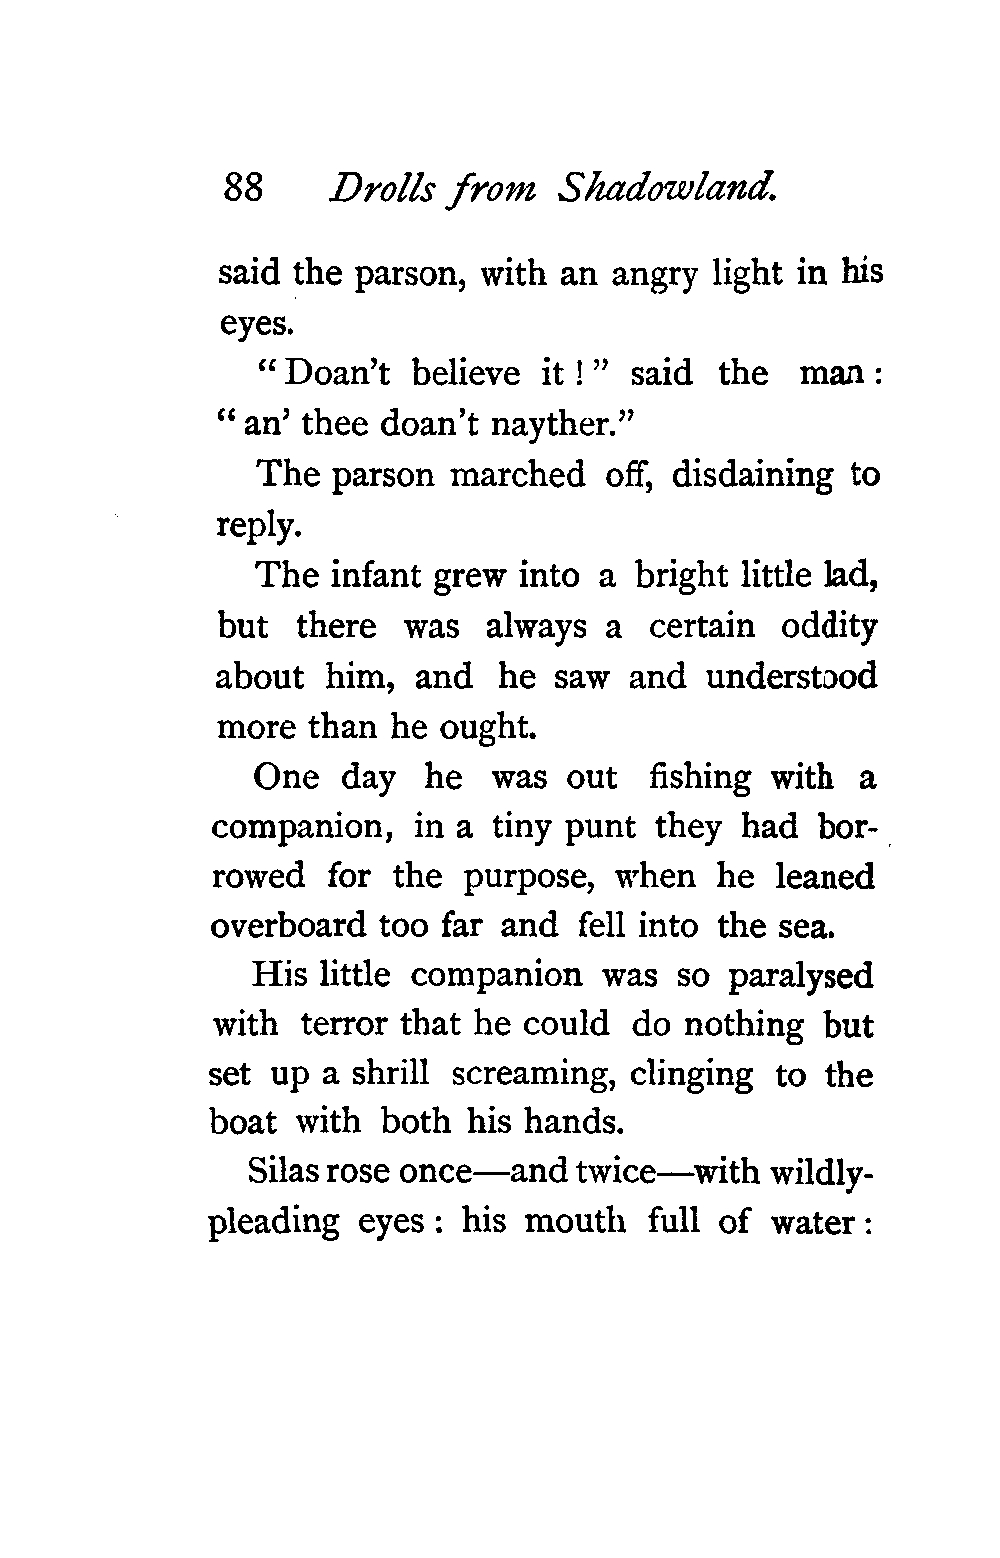 88 Drolls from Shadowland.
said the parson, with an angry light in his
eyes.
“ Doan't believe it ! ” said the man :
“ an' thee doan't nayther.”
The parson marched off, disdaining to
reply.
The infant grew into a bright little lad,
but there was always a certain oddity
about him, and he saw and understood
more than he ought.
One day he was out fishing with a
companion, in a tiny punt they had bor-
rowed for the purpose, when he leaned
overboard too far and fell into the sea.
His little companion was so paralysed
with terror that he could do nothing but
set up a shrill screaming, clinging to the
boat with both his hands.
Silas rose once—and twice—with wildly-
pleading eyes : his mouth full of water :